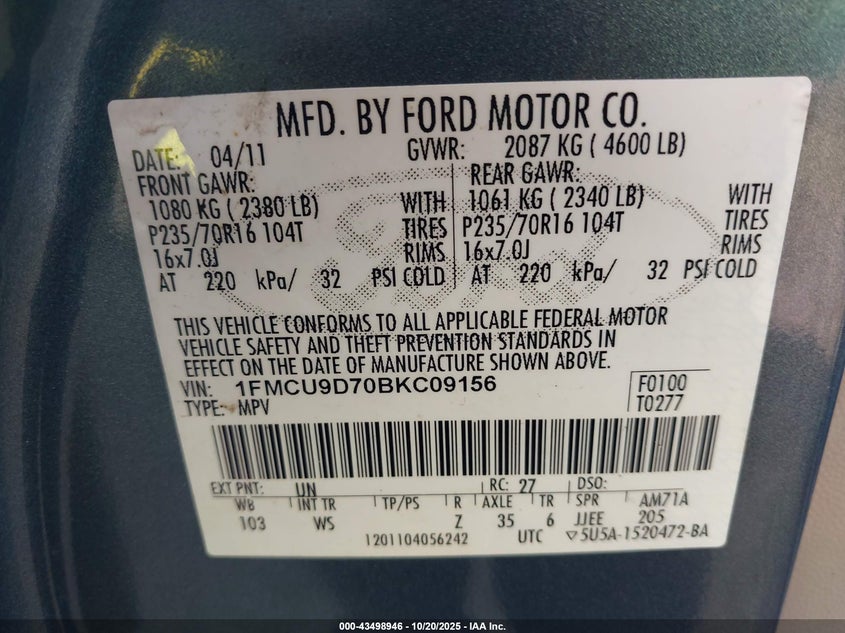 MFD. BY FORD MOTOR CO.
DATE: 04/11 GVWR: 2087 KG ( 4600 LB)
FRONT GAWR: REAR GAWR:
1080 KG ( 2380 LB) WITH 1061 KG ( 2340 LB) WITH
P235/70R16 104T TIRES P235/70R16 104T TIRES
16x7.0J RIMS 16x7.0J RIMS
AT 220 kPa/ 32 PSI COLD AT 220 kPa/ 32 PSI COLD
THIS VEHICLE CONFORMS TO ALL APPLICABLE FEDERAL MOTOR
VEHICLE SAFETY AND THEFT PREVENTION STANDARDS IN
EFFECT ON THE DATE OF MANUFACTURE SHOWN ABOVE.
VIN: 1FMCU9D70BKC09156 F0100
TYPE: MPV T0277
EXT PNT: UN RC: 27 DSO:
WB INT TR TP/PS R AXLE TR SPR AM71A
103 WS Z 35 6 JJEE 205
1201104056242 UTC ▽5U5A-1520472-BA
000-43498946 - 10/20/2025 - IAA Inc.